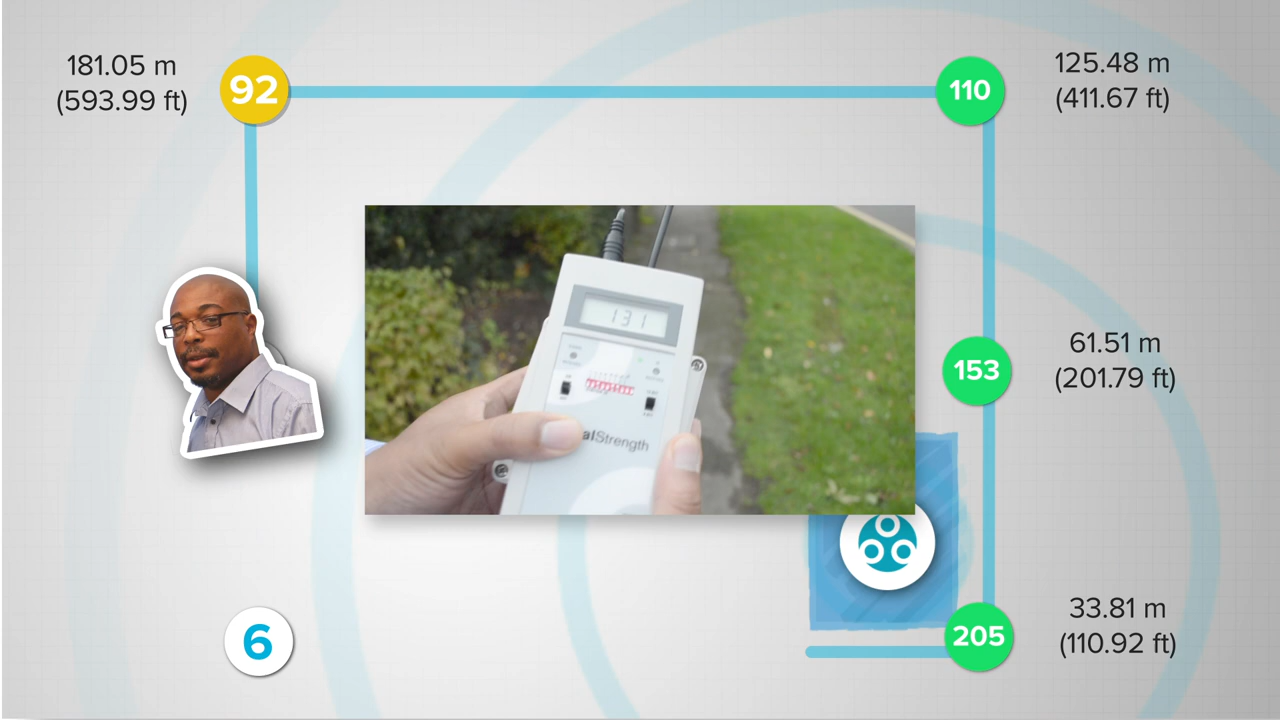 181.05 m
(593.99 ft)
92
110
125.48 m
(411.67 ft)
131
alStrength
153
61.51 m
(201.79 ft)
6
205
33.81 m
(110.92 ft)